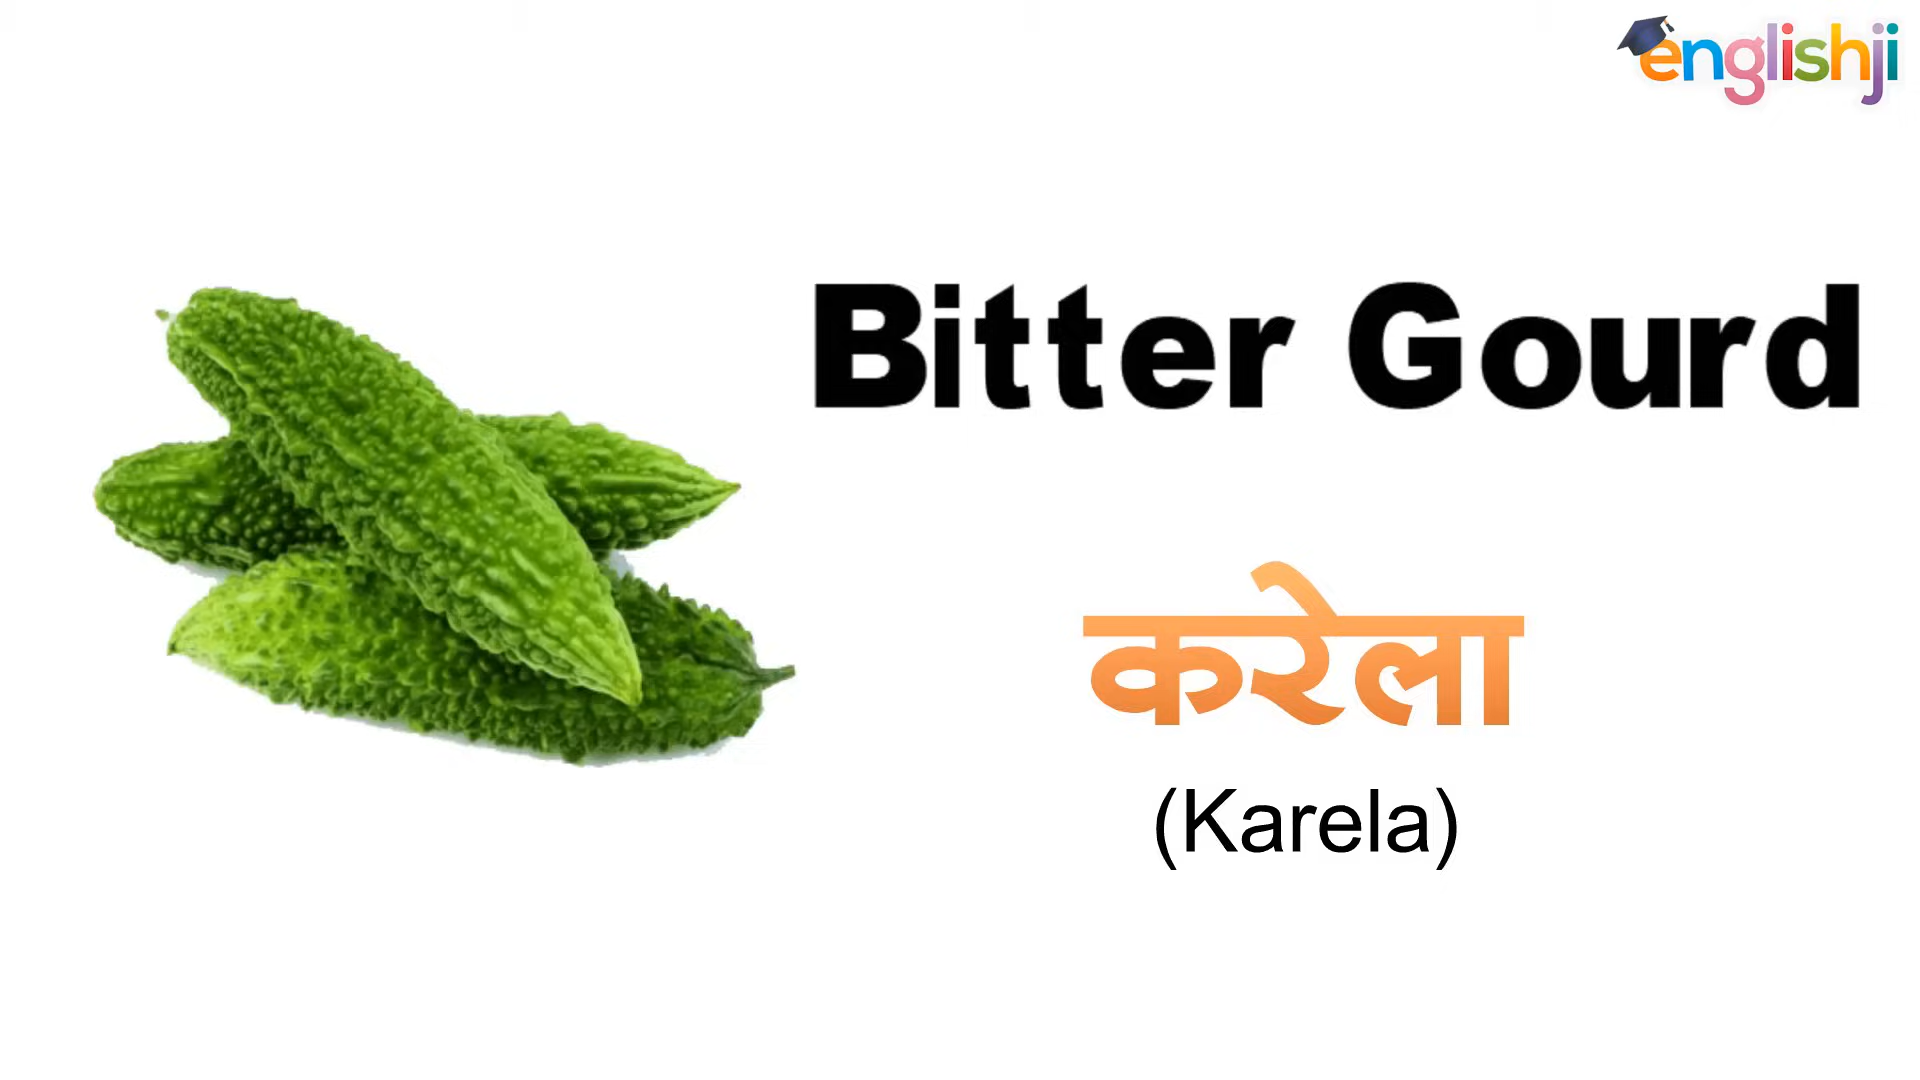 englishji
Bitter Gourd
करेला
(Karela)